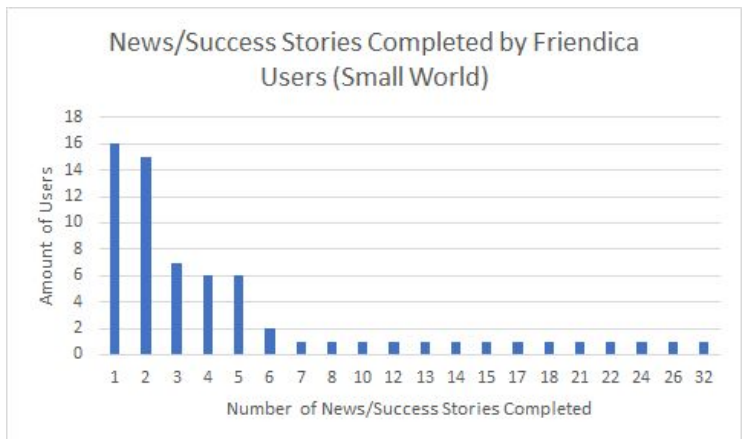 News/Success Stories Completed by Friendica
Users (Small World)
18
16
14
12
10
8
6
4
2
0
Amount of Users
1 2 3 4 5 6 7 8 10 12 13 14 15 17 18 21 22 24 26 32
Number of News/Success Stories Completed